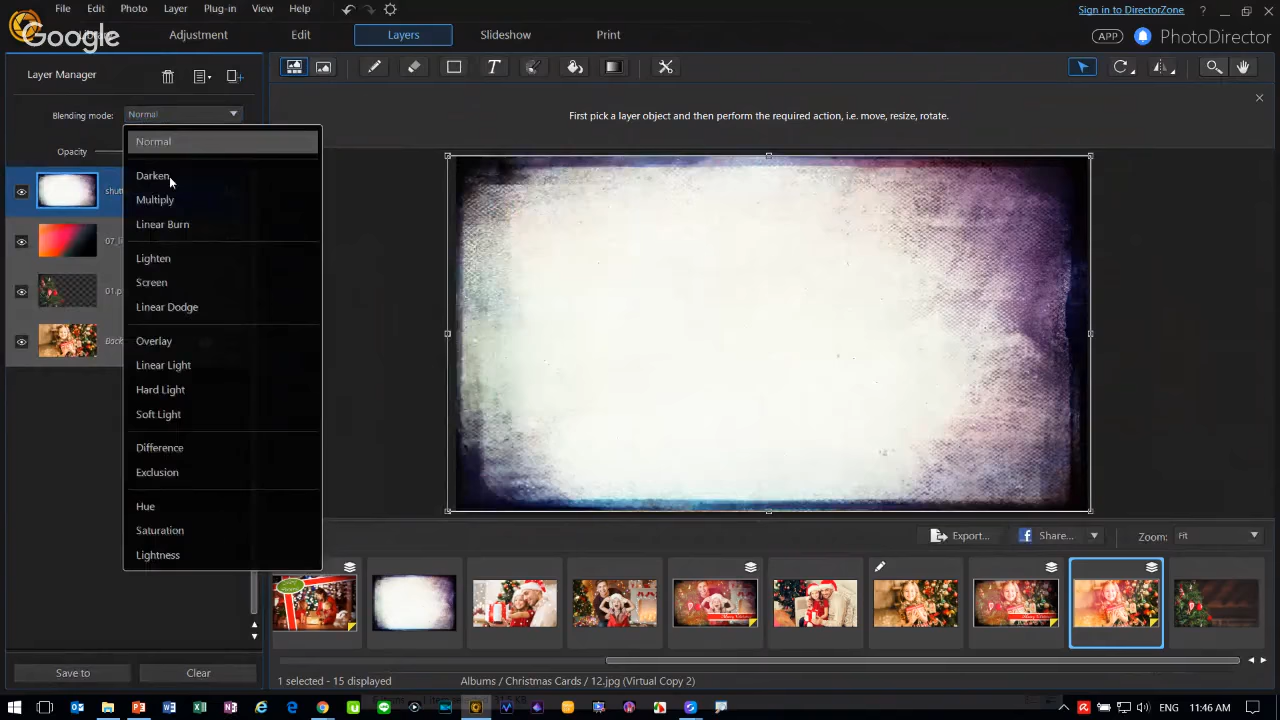 File Edit Photo Layer Plug-in View Help
Sign in to DirectorZone ?
Google
Adjustment Edit Layers Slideshow Print
APP PhotoDirector
Layer Manager
Blending mode: Normal
First pick a layer object and then perform the required action, i.e. move, resize, rotate.
Normal
Opacity
Darken
shutt
Multiply
Linear Burn
07_li
Lighten
Screen
01.p
Linear Dodge
Overlay
Back
Linear Light
Hard Light
Soft Light
Difference
Exclusion
Hue
Saturation
Lightness
Export...
Share...
Zoom: Fit
Save to Clear
1 selected - 15 displayed
Albums / Christmas Cards / 12.jpg (Virtual Copy 2)
ENG 11:46 AM